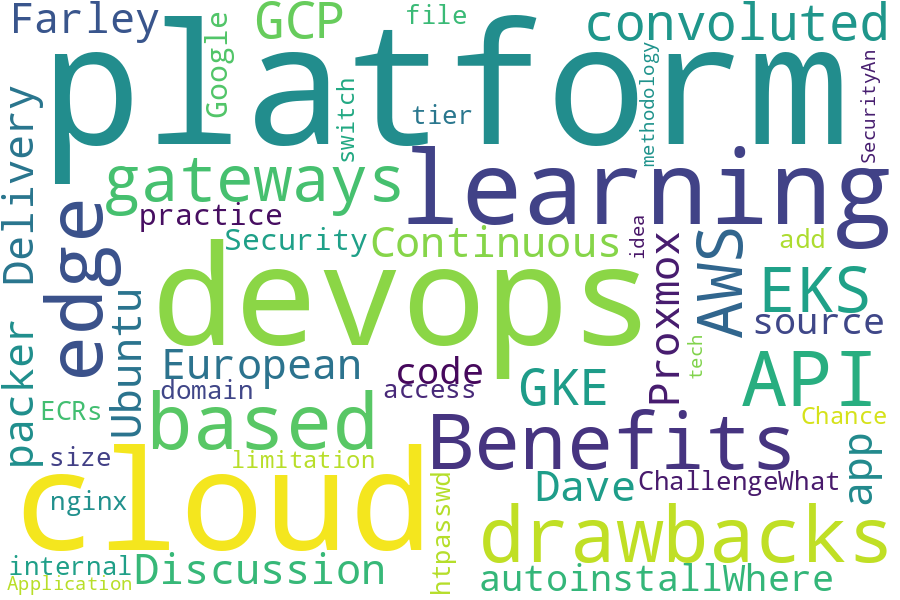 Farley
GCP
file
convoluted
platform
Google
switch
tier
methodology
SecurityAn
Delivery
gateways
learning
practice
edge
Security
Continuous
idea
Proxmox
AWS
add
devops
EKS
source
Ubuntu
packer
European
domain
code
access
tech
GKE
API
ECRs
based
Benefits
Chance
size
cloud
limitation
htpasswd
Dave
ChallengeWhat
app
nginx
drawbacks
internal
Discussion
Application
autoinstallWhere